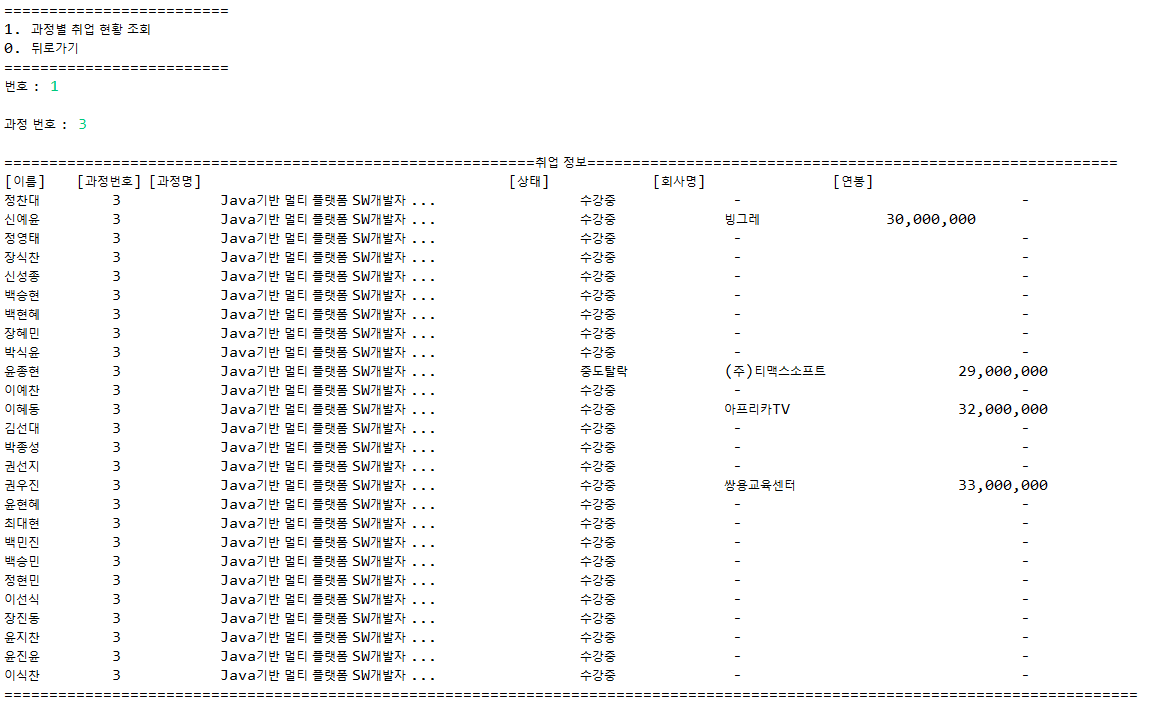 =========================
1. 과정별 취업 현황 조회
0. 뒤로가기
=========================
번호 : 1
과정 번호 : 3
===========================================================취업 정보===========================================================
[이름] [과정번호] [과정명] [상태] [회사명] [연봉]
정찬대 3 Java기반 멀티 플랫폼 SW개발자 ... 수강중 - -
신예윤 3 Java기반 멀티 플랫폼 SW개발자 ... 수강중 빙그레 30,000,000
정영태 3 Java기반 멀티 플랫폼 SW개발자 ... 수강중 - -
장식찬 3 Java기반 멀티 플랫폼 SW개발자 ... 수강중 - -
신성종 3 Java기반 멀티 플랫폼 SW개발자 ... 수강중 - -
백승현 3 Java기반 멀티 플랫폼 SW개발자 ... 수강중 - -
백현혜 3 Java기반 멀티 플랫폼 SW개발자 ... 수강중 - -
장혜민 3 Java기반 멀티 플랫폼 SW개발자 ... 수강중 - -
박식윤 3 Java기반 멀티 플랫폼 SW개발자 ... 수강중 - -
윤종현 3 Java기반 멀티 플랫폼 SW개발자 ... 중도탈락 (주)티맥스소프트 29,000,000
이예찬 3 Java기반 멀티 플랫폼 SW개발자 ... 수강중 - -
이혜동 3 Java기반 멀티 플랫폼 SW개발자 ... 수강중 아프리카TV 32,000,000
김선대 3 Java기반 멀티 플랫폼 SW개발자 ... 수강중 - -
박종성 3 Java기반 멀티 플랫폼 SW개발자 ... 수강중 - -
권선지 3 Java기반 멀티 플랫폼 SW개발자 ... 수강중 - -
권우진 3 Java기반 멀티 플랫폼 SW개발자 ... 수강중 쌍용교육센터 33,000,000
윤현혜 3 Java기반 멀티 플랫폼 SW개발자 ... 수강중 - -
최대현 3 Java기반 멀티 플랫폼 SW개발자 ... 수강중 - -
백민진 3 Java기반 멀티 플랫폼 SW개발자 ... 수강중 - -
백승민 3 Java기반 멀티 플랫폼 SW개발자 ... 수강중 - -
정현민 3 Java기반 멀티 플랫폼 SW개발자 ... 수강중 - -
이선식 3 Java기반 멀티 플랫폼 SW개발자 ... 수강중 - -
장진동 3 Java기반 멀티 플랫폼 SW개발자 ... 수강중 - -
윤지찬 3 Java기반 멀티 플랫폼 SW개발자 ... 수강중 - -
윤진윤 3 Java기반 멀티 플랫폼 SW개발자 ... 수강중 - -
이식찬 3 Java기반 멀티 플랫폼 SW개발자 ... 수강중 - -
==============================================================================================================================